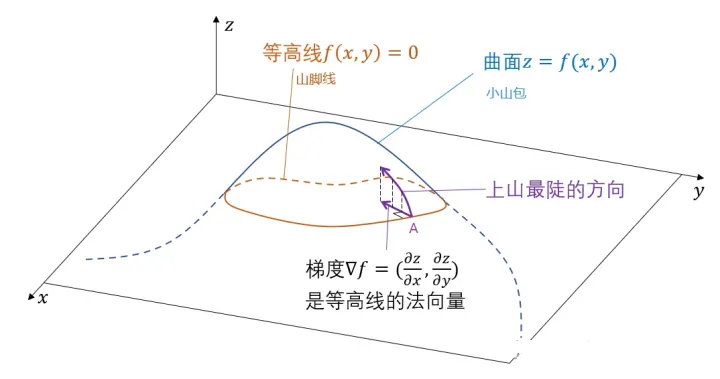 z
等高线f(x, y) = 0
山脚线
曲面z = f(x, y)
小山包
上山最陡的方向
y
A
梯度∇f = (∂z/∂x, ∂z/∂y)
是等高线的法向量
x